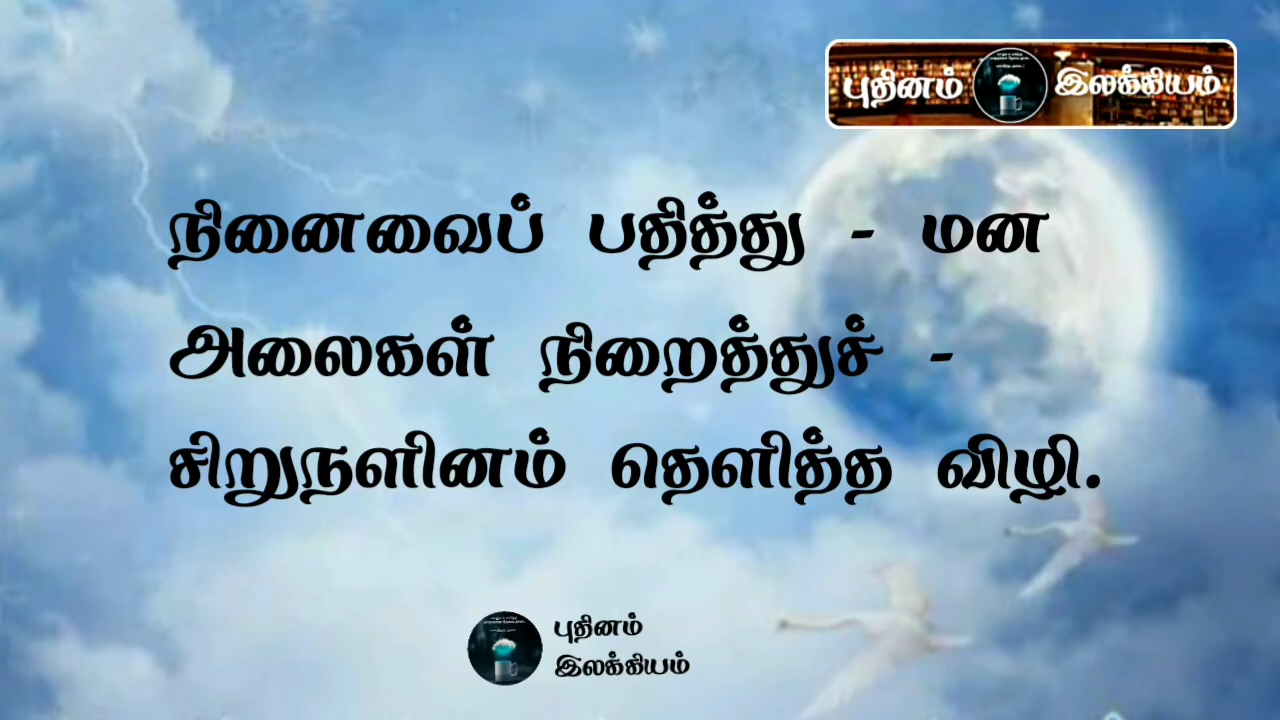 புதினம் இலக்கியம்
நினைவைப் பதித்து - மன
அலைகள் நிறைத்துச் -
சிறுநளினம் தெளித்த விழி.
புதினம்
இலக்கியம்